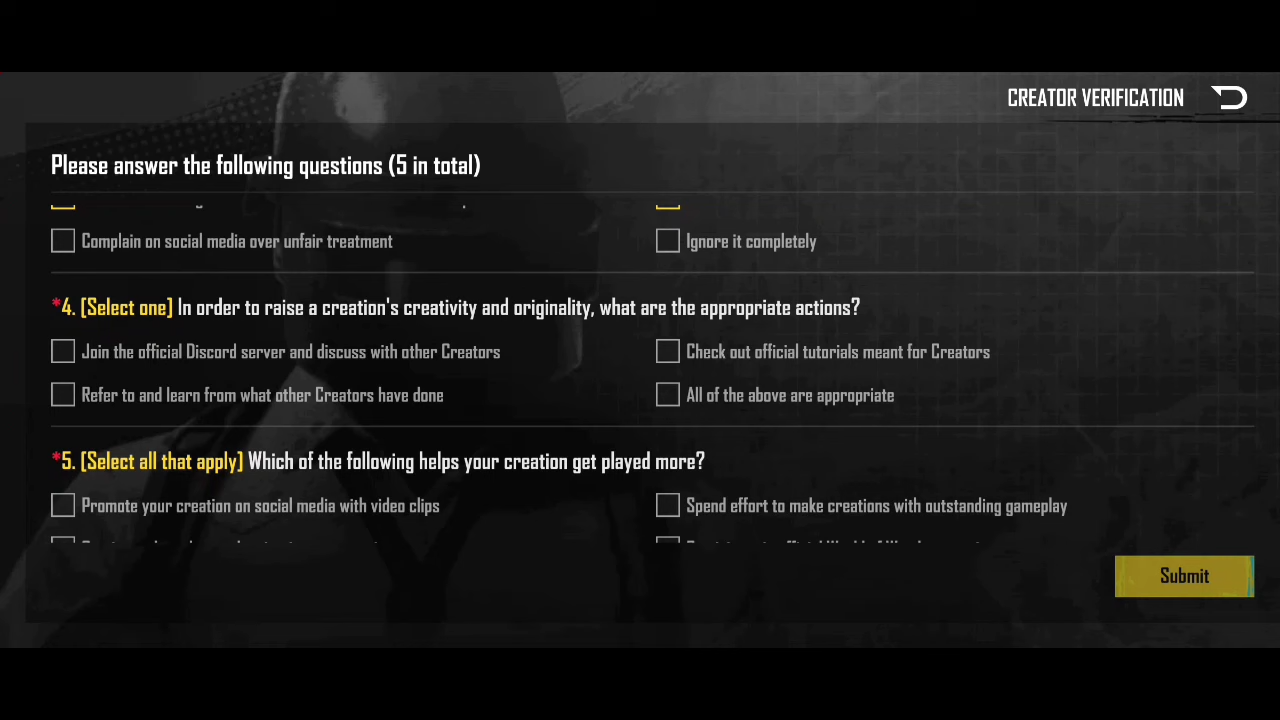 CREATOR VERIFICATION
Please answer the following questions (5 in total)
Complain on social media over unfair treatment
Ignore it completely
*4. [Select one] In order to raise a creation's creativity and originality, what are the appropriate actions?
Join the official Discord server and discuss with other Creators
Check out official tutorials meant for Creators
Refer to and learn from what other Creators have done
All of the above are appropriate
*5. [Select all that apply] Which of the following helps your creation get played more?
Promote your creation on social media with video clips
Spend effort to make creations with outstanding gameplay
Submit